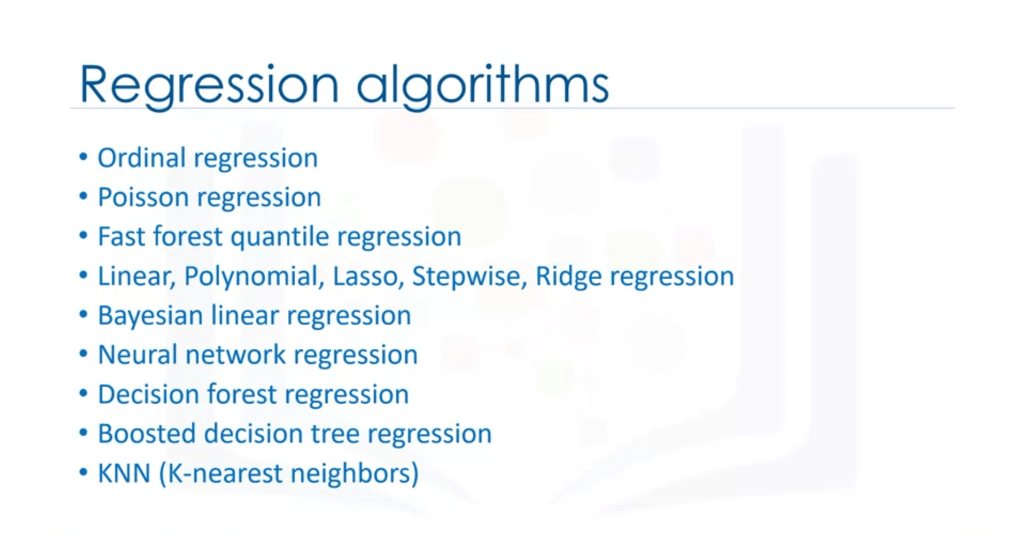 Regression algorithms
• Ordinal regression
• Poisson regression
• Fast forest quantile regression
• Linear, Polynomial, Lasso, Stepwise, Ridge regression
• Bayesian linear regression
• Neural network regression
• Decision forest regression
• Boosted decision tree regression
• KNN (K-nearest neighbors)